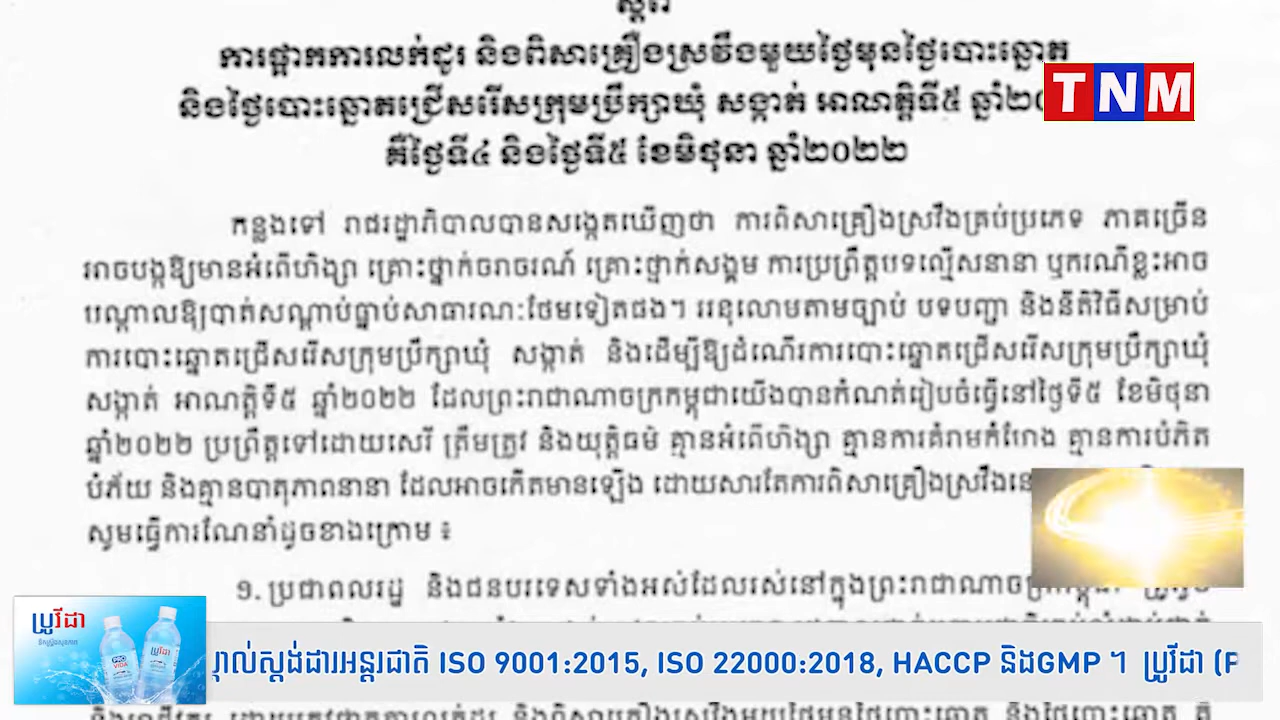 ស្តីពី
ការផ្អាកការលក់ដូរ និងពិសាគ្រឿងស្រវឹងមួយថ្ងៃមុនថ្ងៃបោះឆ្នោត
និងថ្ងៃបោះឆ្នោតជ្រើសរើសក្រុមប្រឹក្សាឃុំ សង្កាត់ អាណត្តិទី៥
TNM
គឺថ្ងៃទី៤ និងថ្ងៃទី៥ ខែមិថុនា ឆ្នាំ២០២២
កន្លងទៅ រាជរដ្ឋាភិបាលបានសង្កេតឃើញថា ការពិសាគ្រឿងស្រវឹងគ្រប់ប្រភេទ ភាគច្រើន
អាចបង្កឱ្យមានអំពើហិង្សា គ្រោះថ្នាក់ចរាចរណ៍ គ្រោះថ្នាក់សង្គម ការប្រព្រឹត្តបទល្មើសនានា ឬករណីខ្លះអាច
បណ្តាលឱ្យបាត់សណ្តាប់ធ្នាប់សាធារណៈថែមទៀតផង។ អនុលោមតាមច្បាប់ បទបញ្ជា និងនីតិវិធីសម្រាប់
ការបោះឆ្នោតជ្រើសរើសក្រុមប្រឹក្សាឃុំ សង្កាត់ និងដើម្បីឱ្យដំណើរការបោះឆ្នោតជ្រើសរើសក្រុមប្រឹក្សាឃុំ
សង្កាត់ អាណត្តិទី៥ ឆ្នាំ២០២២ ដែលព្រះរាជាណាចក្រកម្ពុជាយើងបានកំណត់រៀបចំធ្វើនៅថ្ងៃទី៥ ខែមិថុនា
ឆ្នាំ២០២២ ប្រព្រឹត្តទៅដោយសេរី ត្រឹមត្រូវ និងយុត្តិធម៌ គ្មានអំពើហិង្សា គ្មានការគំរាមកំហែង គ្មានការបំភិត
បំភ័យ និងគ្មានបាតុភាពនានា ដែលអាចកើតមានឡើង ដោយសារតែការពិសាគ្រឿងស្រវឹង
សូមធ្វើការណែនាំដូចខាងក្រោម ៖
១. ប្រជាពលរដ្ឋ និងជនបរទេសទាំងអស់ដែលរស់នៅក្នុង
ប្រូវីដា
PRO
VIDA
ស្តង់ដារអន្តរជាតិ ISO 9001:2015, ISO 22000:2018, HACCP និងGMP ។ ប្រូវីដា (P